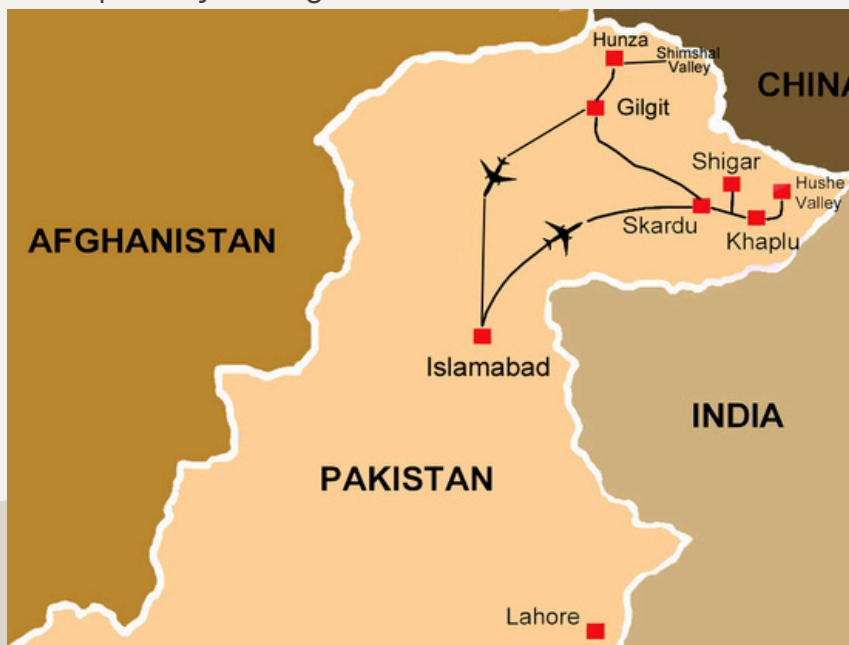 Hunza
Shimshal
Valley
CHINA
Gilgit
Shigar
Hushe
Valley
Skardu
Khaplu
AFGHANISTAN
Islamabad
INDIA
PAKISTAN
Lahore